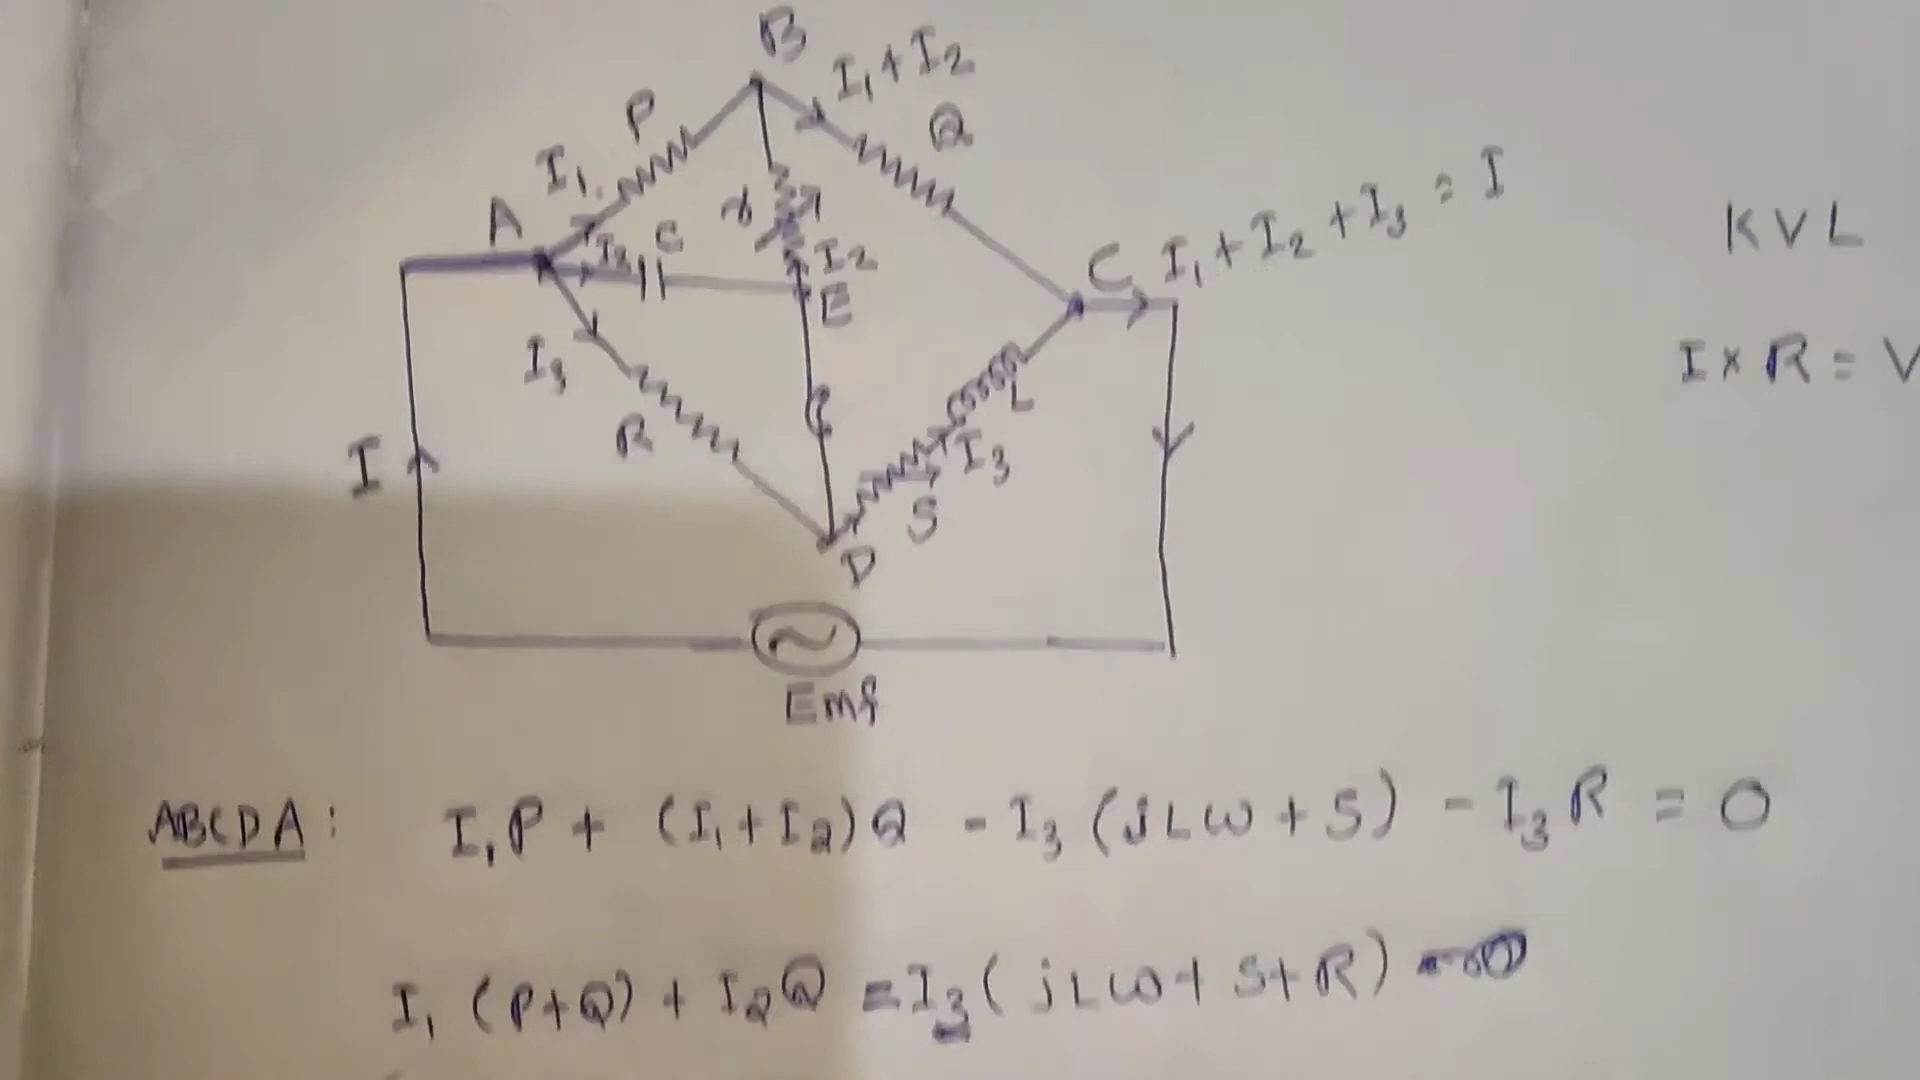 B
I₁+I₂
P
Q
I₁
A
I₂
C
r
I₂
E
C
I₁+I₂+I₃ = I
KVL
I₃
R
L
I₃
I×R=V
I
S
D
Emf
ABCDA: I₁P + (I₁+I₂)Q - I₃(jLω+S) - I₃R = 0
I₁(P+Q) + I₂Q = I₃(jLω+S+R)